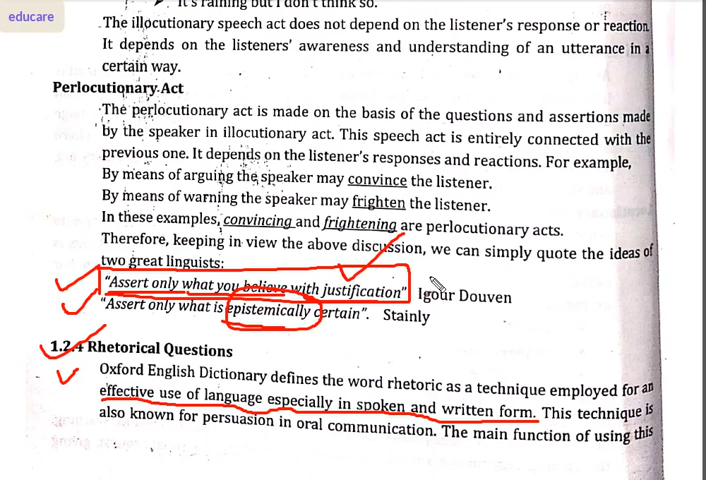 educare
It's raining but I don't think so.
The illocutionary speech act does not depend on the listener's response or reaction.
It depends on the listeners' awareness and understanding of an utterance in a
certain way.
Perlocutionary Act
The perlocutionary act is made on the basis of the questions and assertions made
by the speaker in illocutionary act. This speech act is entirely connected with the
previous one. It depends on the listener's responses and reactions. For example,
By means of arguing the speaker may convince the listener.
By means of warning the speaker may frighten the listener.
In these examples, convincing and frightening are perlocutionary acts.
Therefore, keeping in view the above discussion, we can simply quote the ideas of
two great linguists:
"Assert only what you believe with justification" Igour Douven
"Assert only what is epistemically certain". Stainly
1.2.4 Rhetorical Questions
Oxford English Dictionary defines the word rhetoric as a technique employed for an
effective use of language especially in spoken and written form. This technique is
also known for persuasion in oral communication. The main function of using this